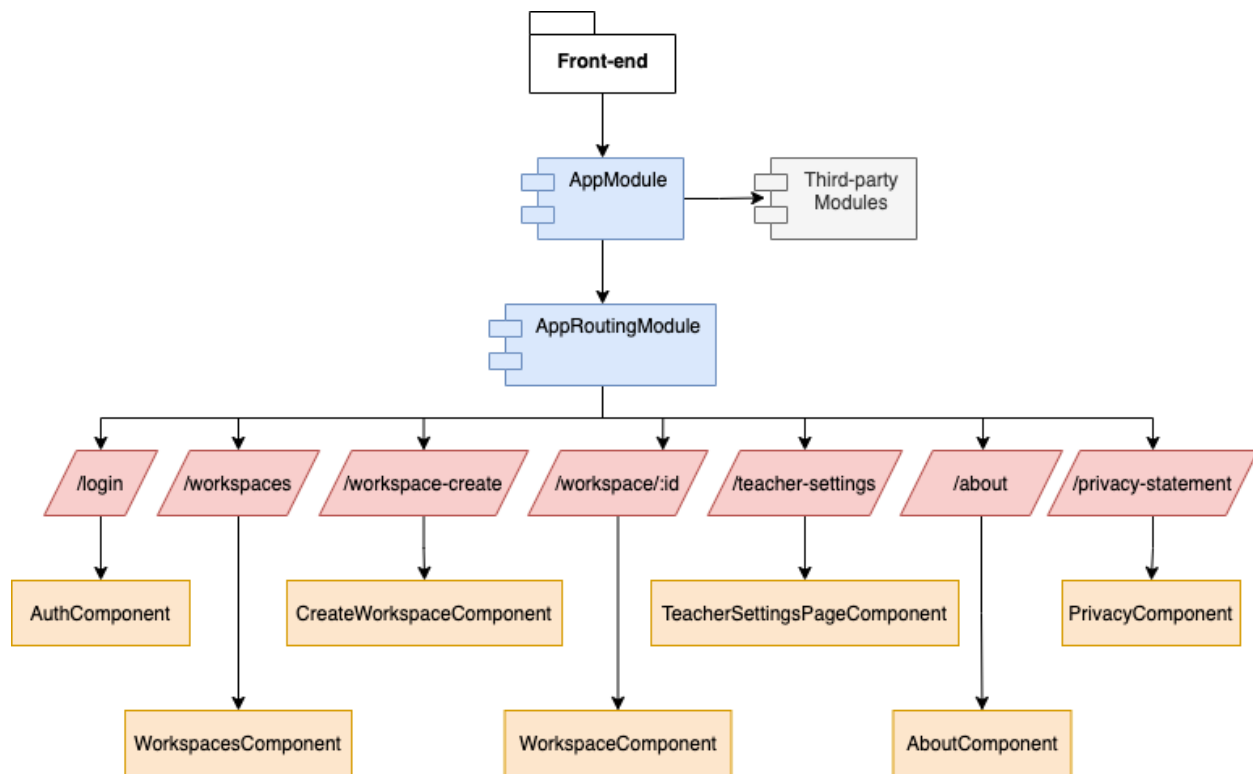 Front-end
AppModule
Third-party
Modules
AppRoutingModule
/login
/workspaces
/workspace-create
/workspace/:id
/teacher-settings
/about
/privacy-statement
AuthComponent
CreateWorkspaceComponent
TeacherSettingsPageComponent
PrivacyComponent
WorkspacesComponent
WorkspaceComponent
AboutComponent